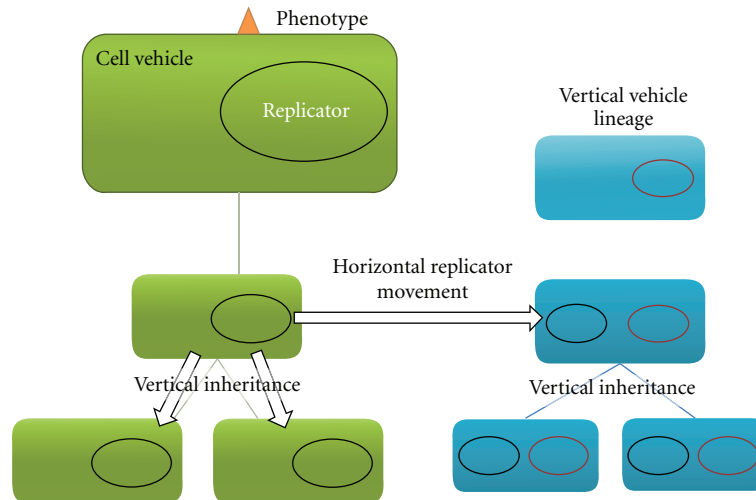 Phenotype
Cell vehicle
Replicator
Vertical vehicle
lineage
Horizontal replicator
movement
Vertical inheritance
Vertical inheritance